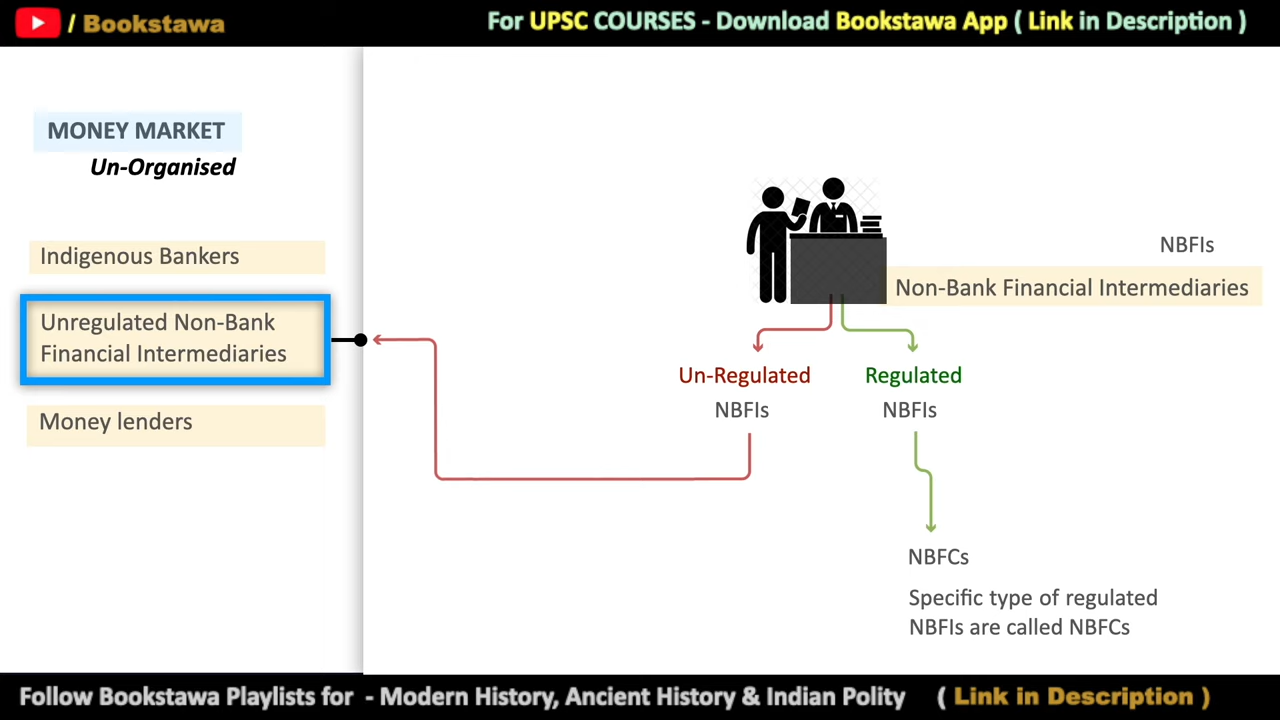 / Bookstawa
For UPSC COURSES - Download Bookstawa App ( Link in Description )
MONEY MARKET
Un-Organised
Indigenous Bankers
Unregulated Non-Bank
Financial Intermediaries
Money lenders
NBFIs
Non-Bank Financial Intermediaries
Un-Regulated
NBFIs
Regulated
NBFIs
NBFCs
Specific type of regulated
NBFIs are called NBFCs
Follow Bookstawa Playlists for - Modern History, Ancient History & Indian Polity ( Link in Description )